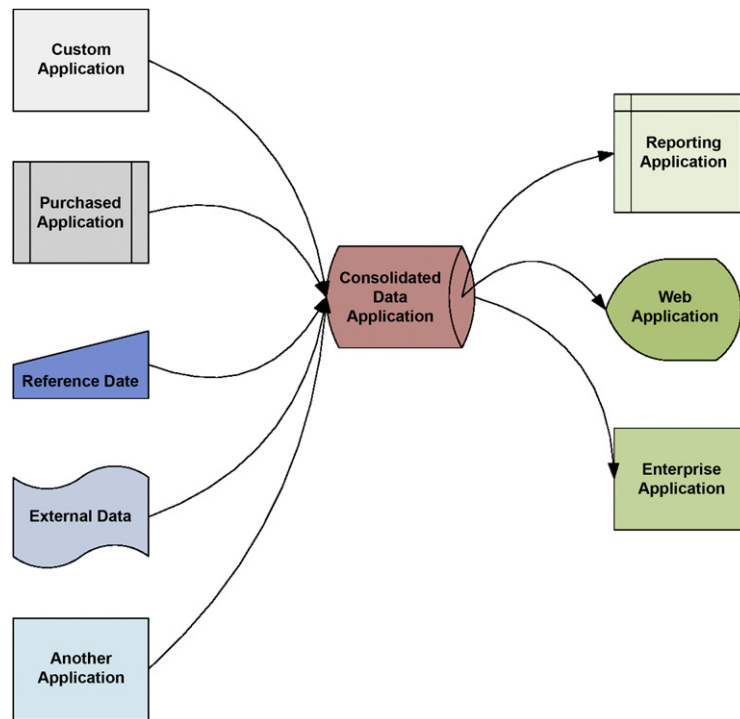 Custom
Application
Purchased
Application
Reference Date
External Data
Another
Application
Consolidated
Data
Application
Reporting
Application
Web
Application
Enterprise
Application